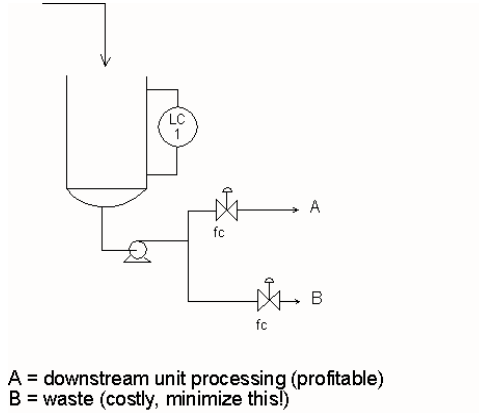 LC
1
A
fc
B
fc
A = downstream unit processing (profitable)
B = waste (costly, minimize this!)